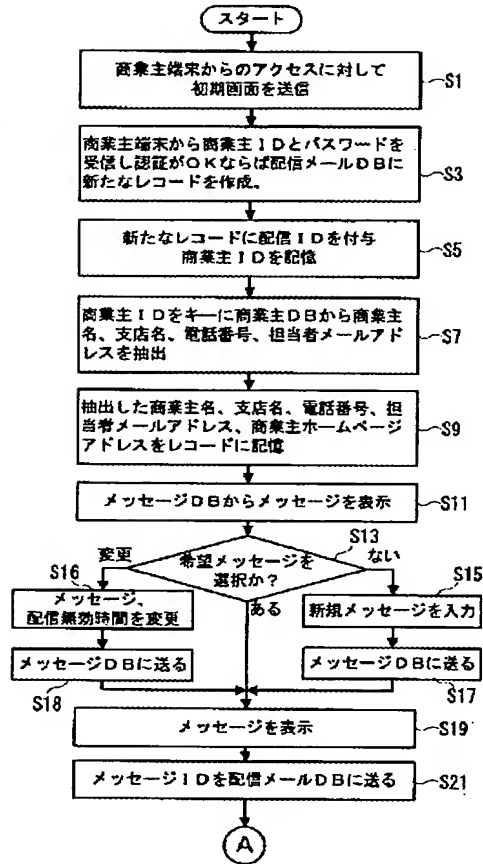 スタート
商業主端末からのアクセスに対して
初期画面を送信
S1
商業主端末から商業主IDとパスワードを
受信し認証がOKならば配信メールDBに
新たなレコードを作成。
S3
新たなレコードに配信IDを付与
商業主IDを記憶
S5
商業主IDをキーに商業主DBから商業主
名、支店名、電話番号、担当者メールアド
レスを抽出
S7
抽出した商業主名、支店名、電話番号、担
当者メールアドレス、商業主ホームページ
アドレスをレコードに記憶
S9
メッセージDBからメッセージを表示
S11
希望メッセージを
選択か?
S13
変更
ない
ある
S16
メッセージ、
配信無効時間を変更
S15
新規メッセージを入力
メッセージDBに送る
S18
メッセージDBに送る
S17
メッセージを表示
S19
メッセージIDを配信メールDBに送る
S21
A